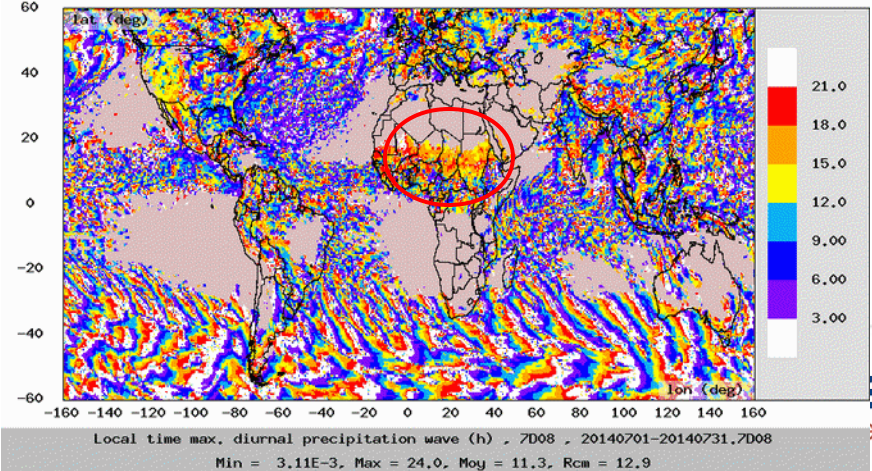 60
lat (deg)
40
20
0
-20
-40
-60
lon (deg)
-160 -140 -120 -100 -80 -60 -40 -20 0 20 40 60 80 100 120 140 160
21.0
18.0
15.0
12.0
9.00
6.00
3.00
Local time max. diurnal precipitation wave (h) , 7D08 , 20140701-20140731.7D08
Min = 3.11E-3, Max = 24.0, Moy = 11.3, Rcm = 12.9